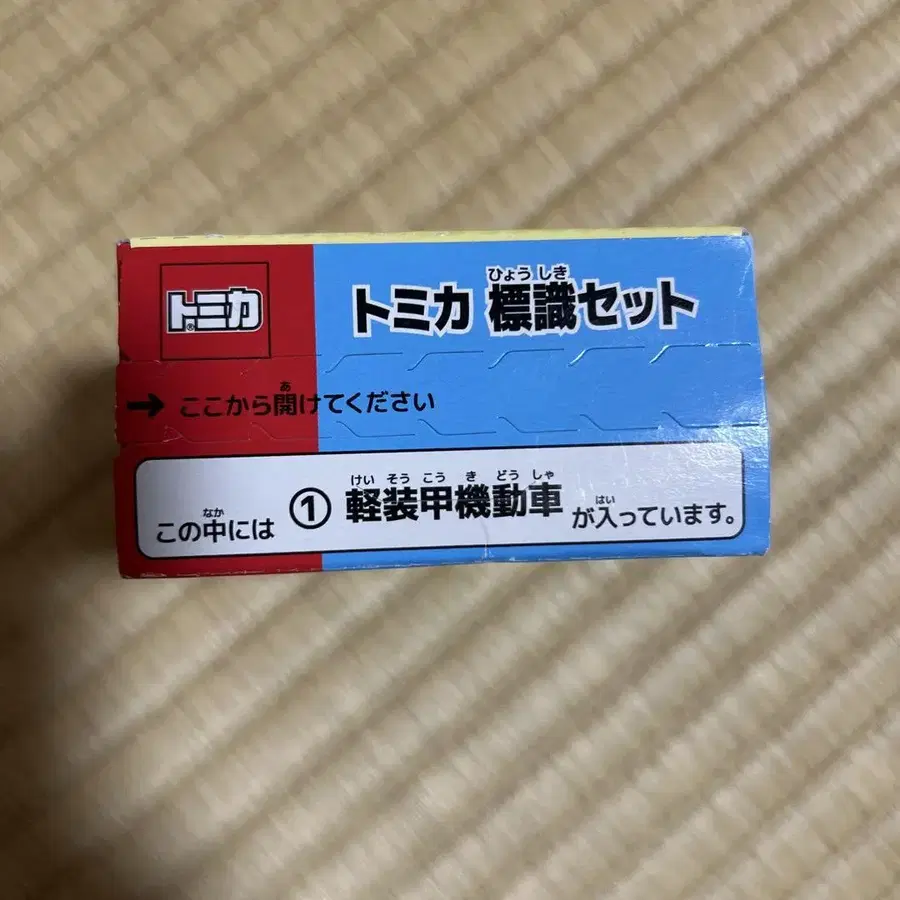 トミカ
®
ひょう しき
トミカ 標識セット
あ
→ ここから開けてください
けい そう こう き どう しゃ
なか はい
この中には ① 軽装甲機動車 が入っています。